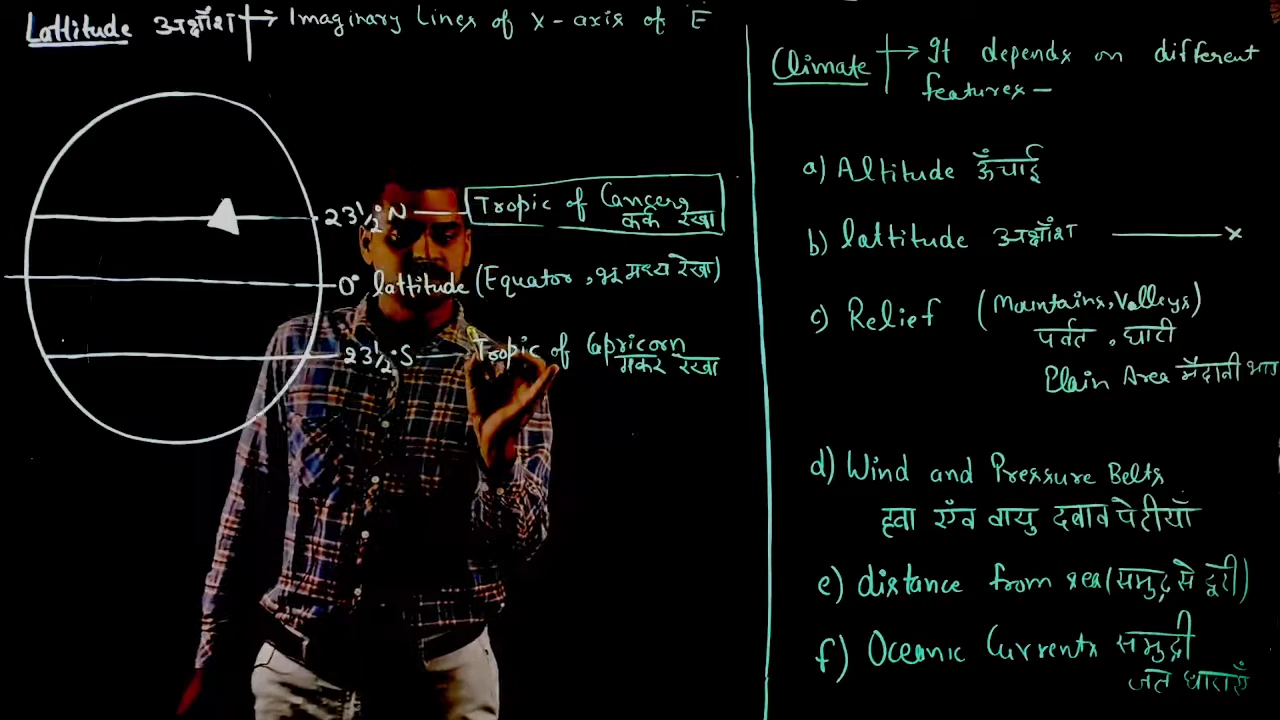 Lattitude अक्षाँश → Imaginary Lines of x-axis of E
23½° N — Tropic of Cancers
कर्क रेखा
0° lattitude (Equator, भू मध्य रेखा)
23½° S — Tropic of Capricorn
मकर रेखा
Climate → It depends on different
features —
a) Altitude ऊँचाई
b) lattitude अक्षाँश — x
c) Relief (Mountains, Valleys)
पर्वत, घाटी
Plain Area मैदानी भाग
d) Wind and Pressure Belts
हवा एँव वायु दबाव पेटीयाँ
e) distance from sea (समुद्र से दूरी)
f) Oceanic Currents समुद्री
जल धाराएँ